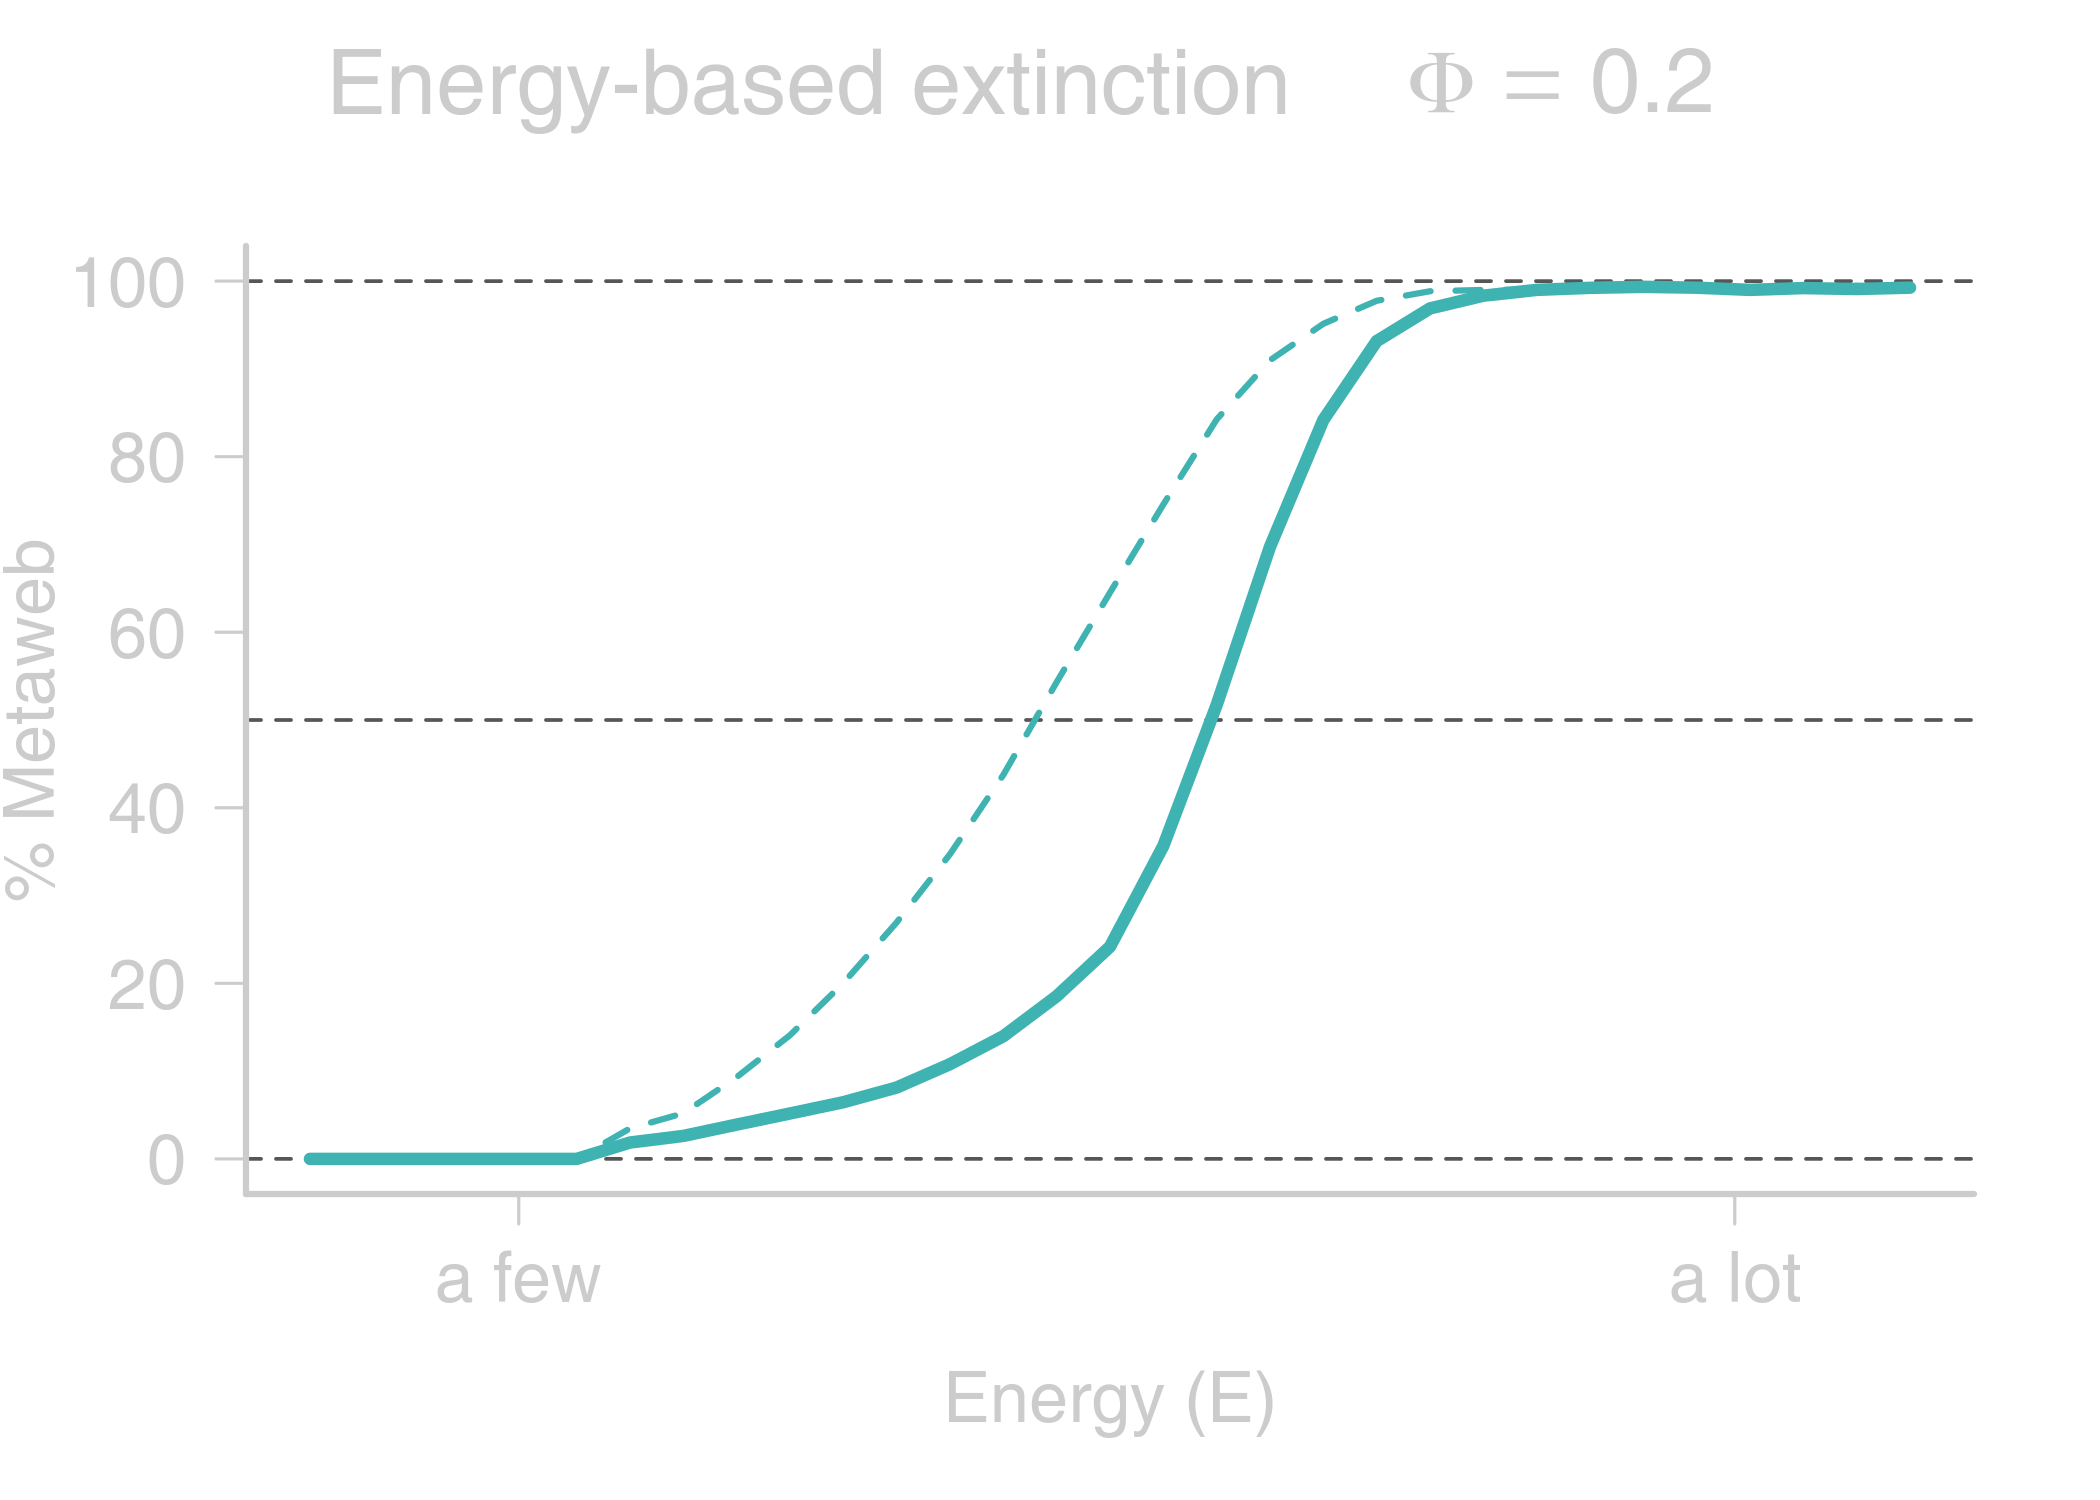 Energy-based extinction Φ = 0.2
% Metaweb
100
80
60
40
20
0
a few a lot
Energy (E)